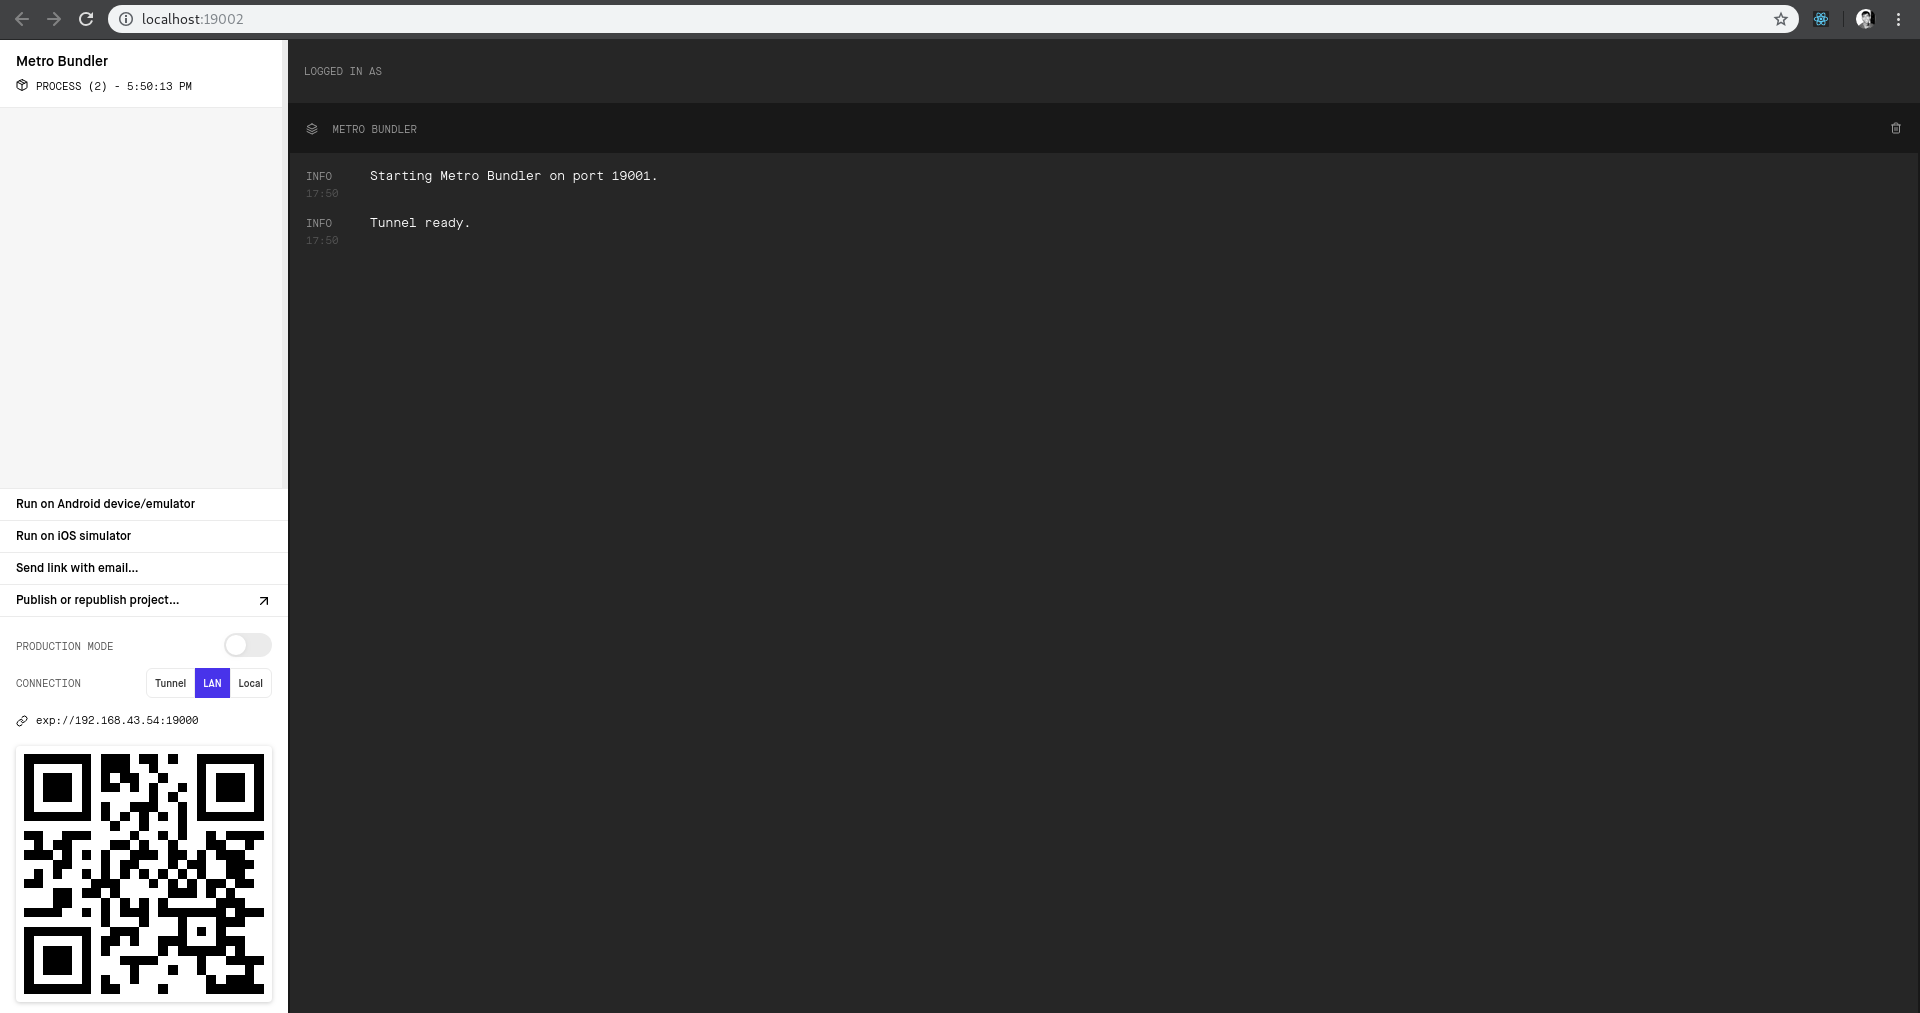 localhost:19002
Metro Bundler
PROCESS (2) - 5:50:13 PM
LOGGED IN AS
METRO BUNDLER
INFO Starting Metro Bundler on port 19001.
17:50
INFO Tunnel ready.
17:50
Run on Android device/emulator
Run on iOS simulator
Send link with email…
Publish or republish project…
PRODUCTION MODE
CONNECTION Tunnel LAN Local
exp://192.168.43.54:19000